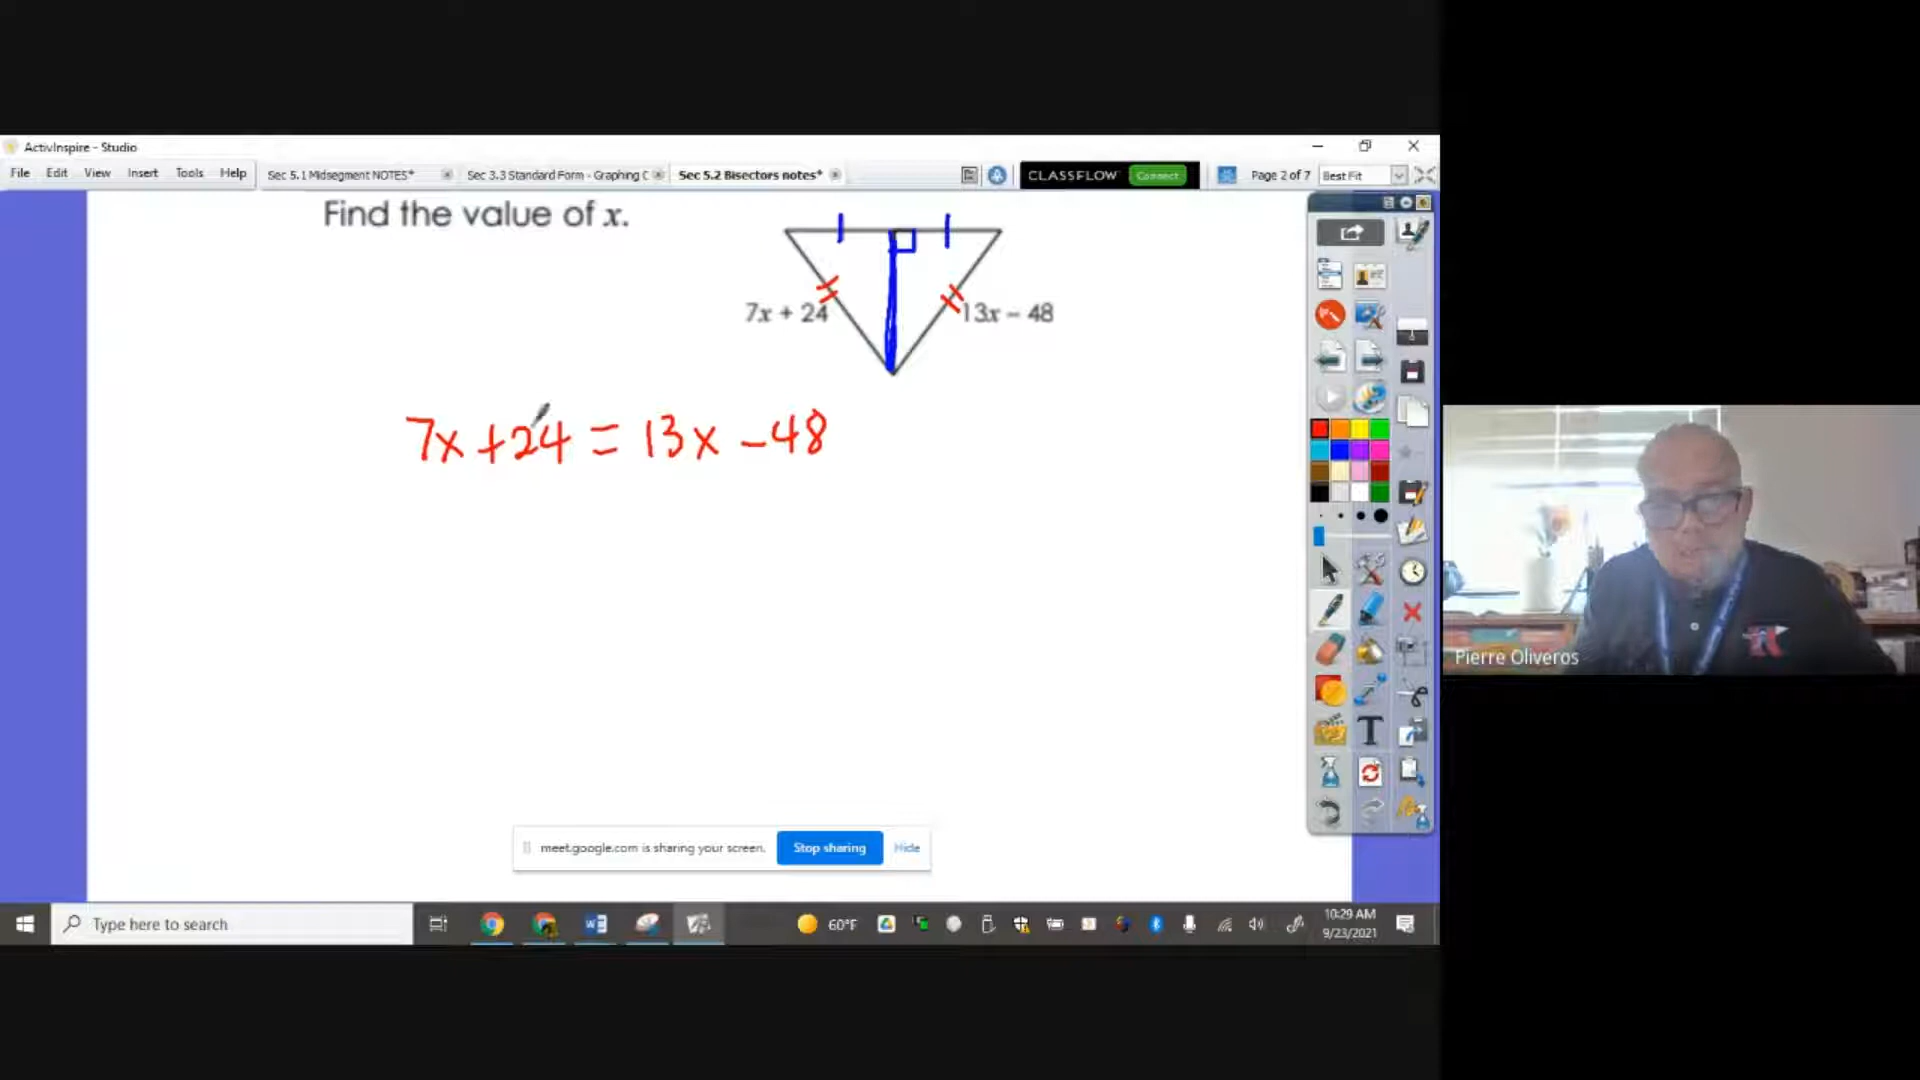 ActivInspire - Studio
File Edit View Insert Tools Help
Sec 5.1 Midsegment NOTES*
Sec 3.3 Standard Form - Graphing C
Sec 5.2 Bisectors notes*
CLASSFLOW Connect
Page 2 of 7
Best Fit
Find the value of x.
7x + 24
13x – 48
7x + 24 = 13x - 48
T
Pierre Oliveros
meet.google.com is sharing your screen.
Stop sharing
Hide
Type here to search
60°F
10:29 AM
9/23/2021